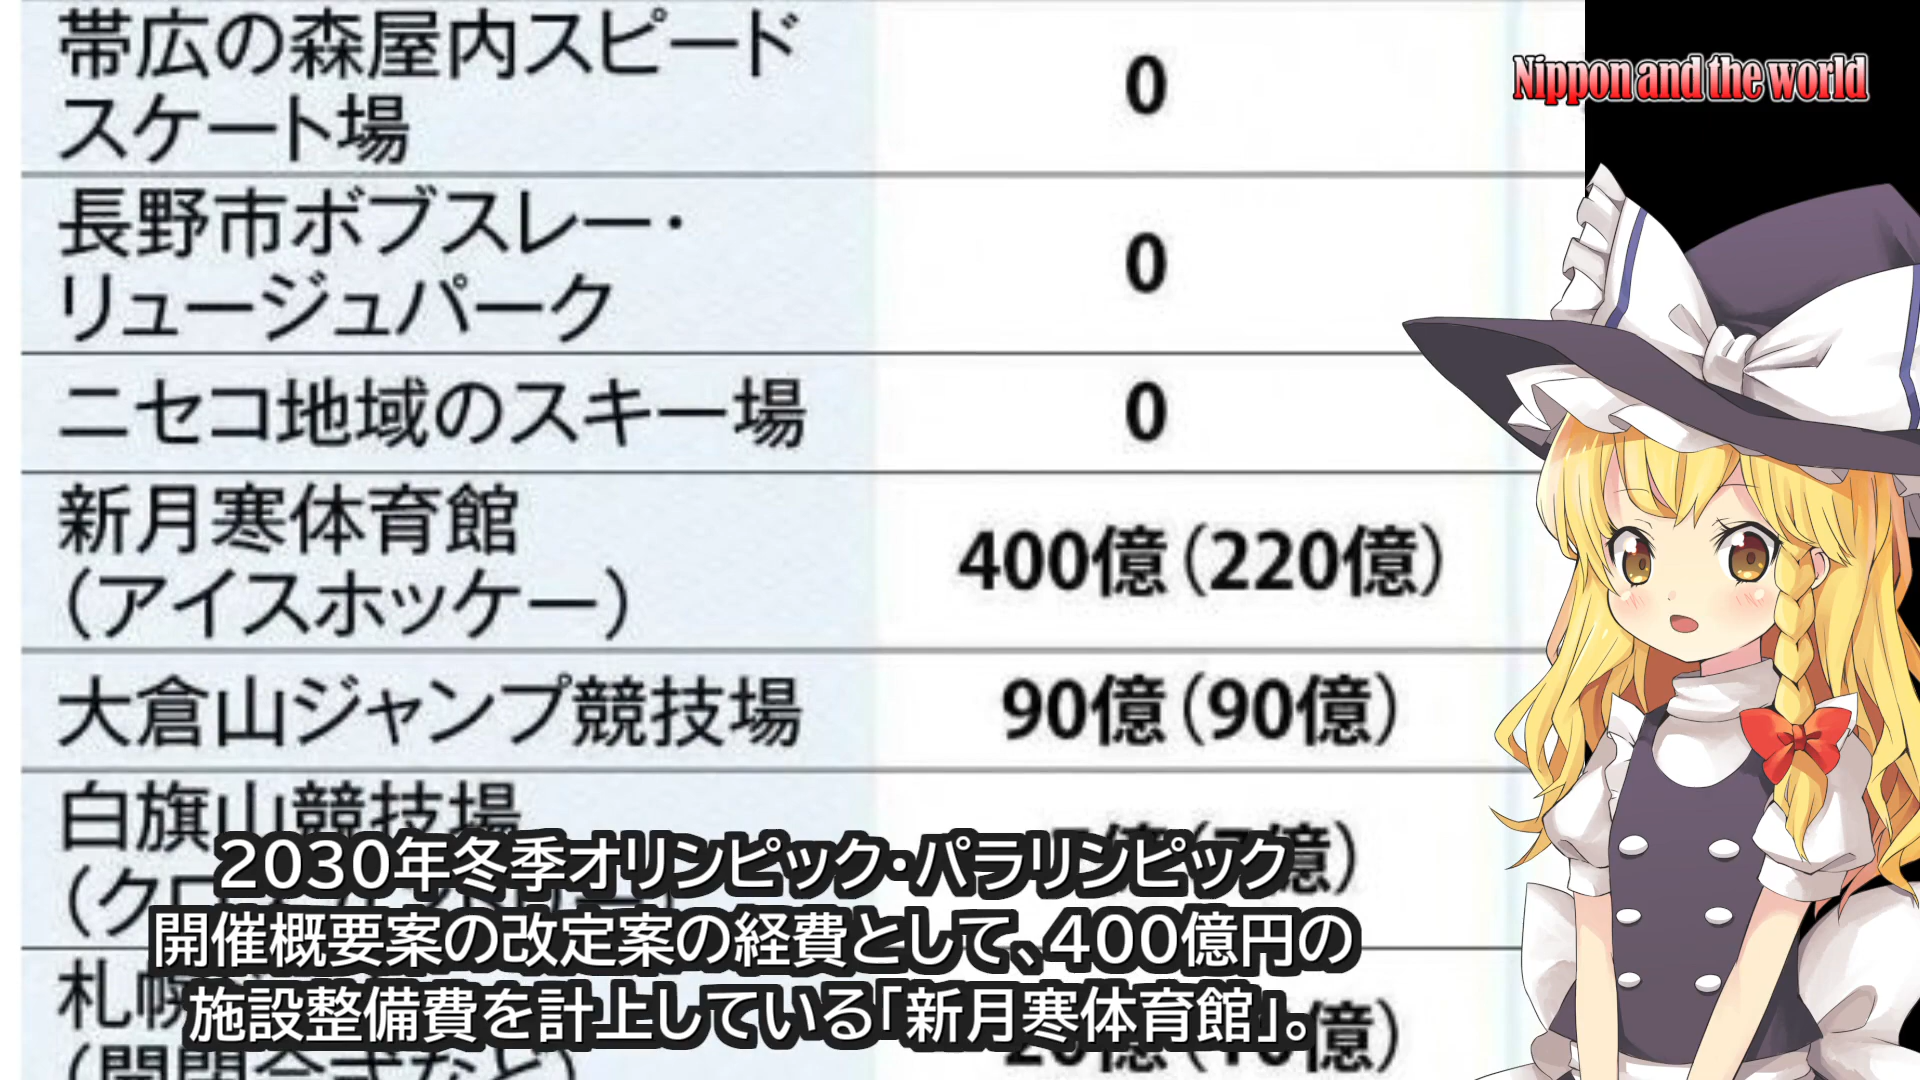 帯広の森屋内スピード
スケート場
0
Nippon and the world
長野市ボブスレー・
リュージュパーク
0
ニセコ地域のスキー場
0
新月寒体育館
（アイスホッケー）
400億（220億）
大倉山ジャンプ競技場
90億（90億）
白旗山競技場
2030年冬季オリンピック・パラリンピック
開催概要案の改定案の経費として、400億円の
施設整備費を計上している「新月寒体育館」。